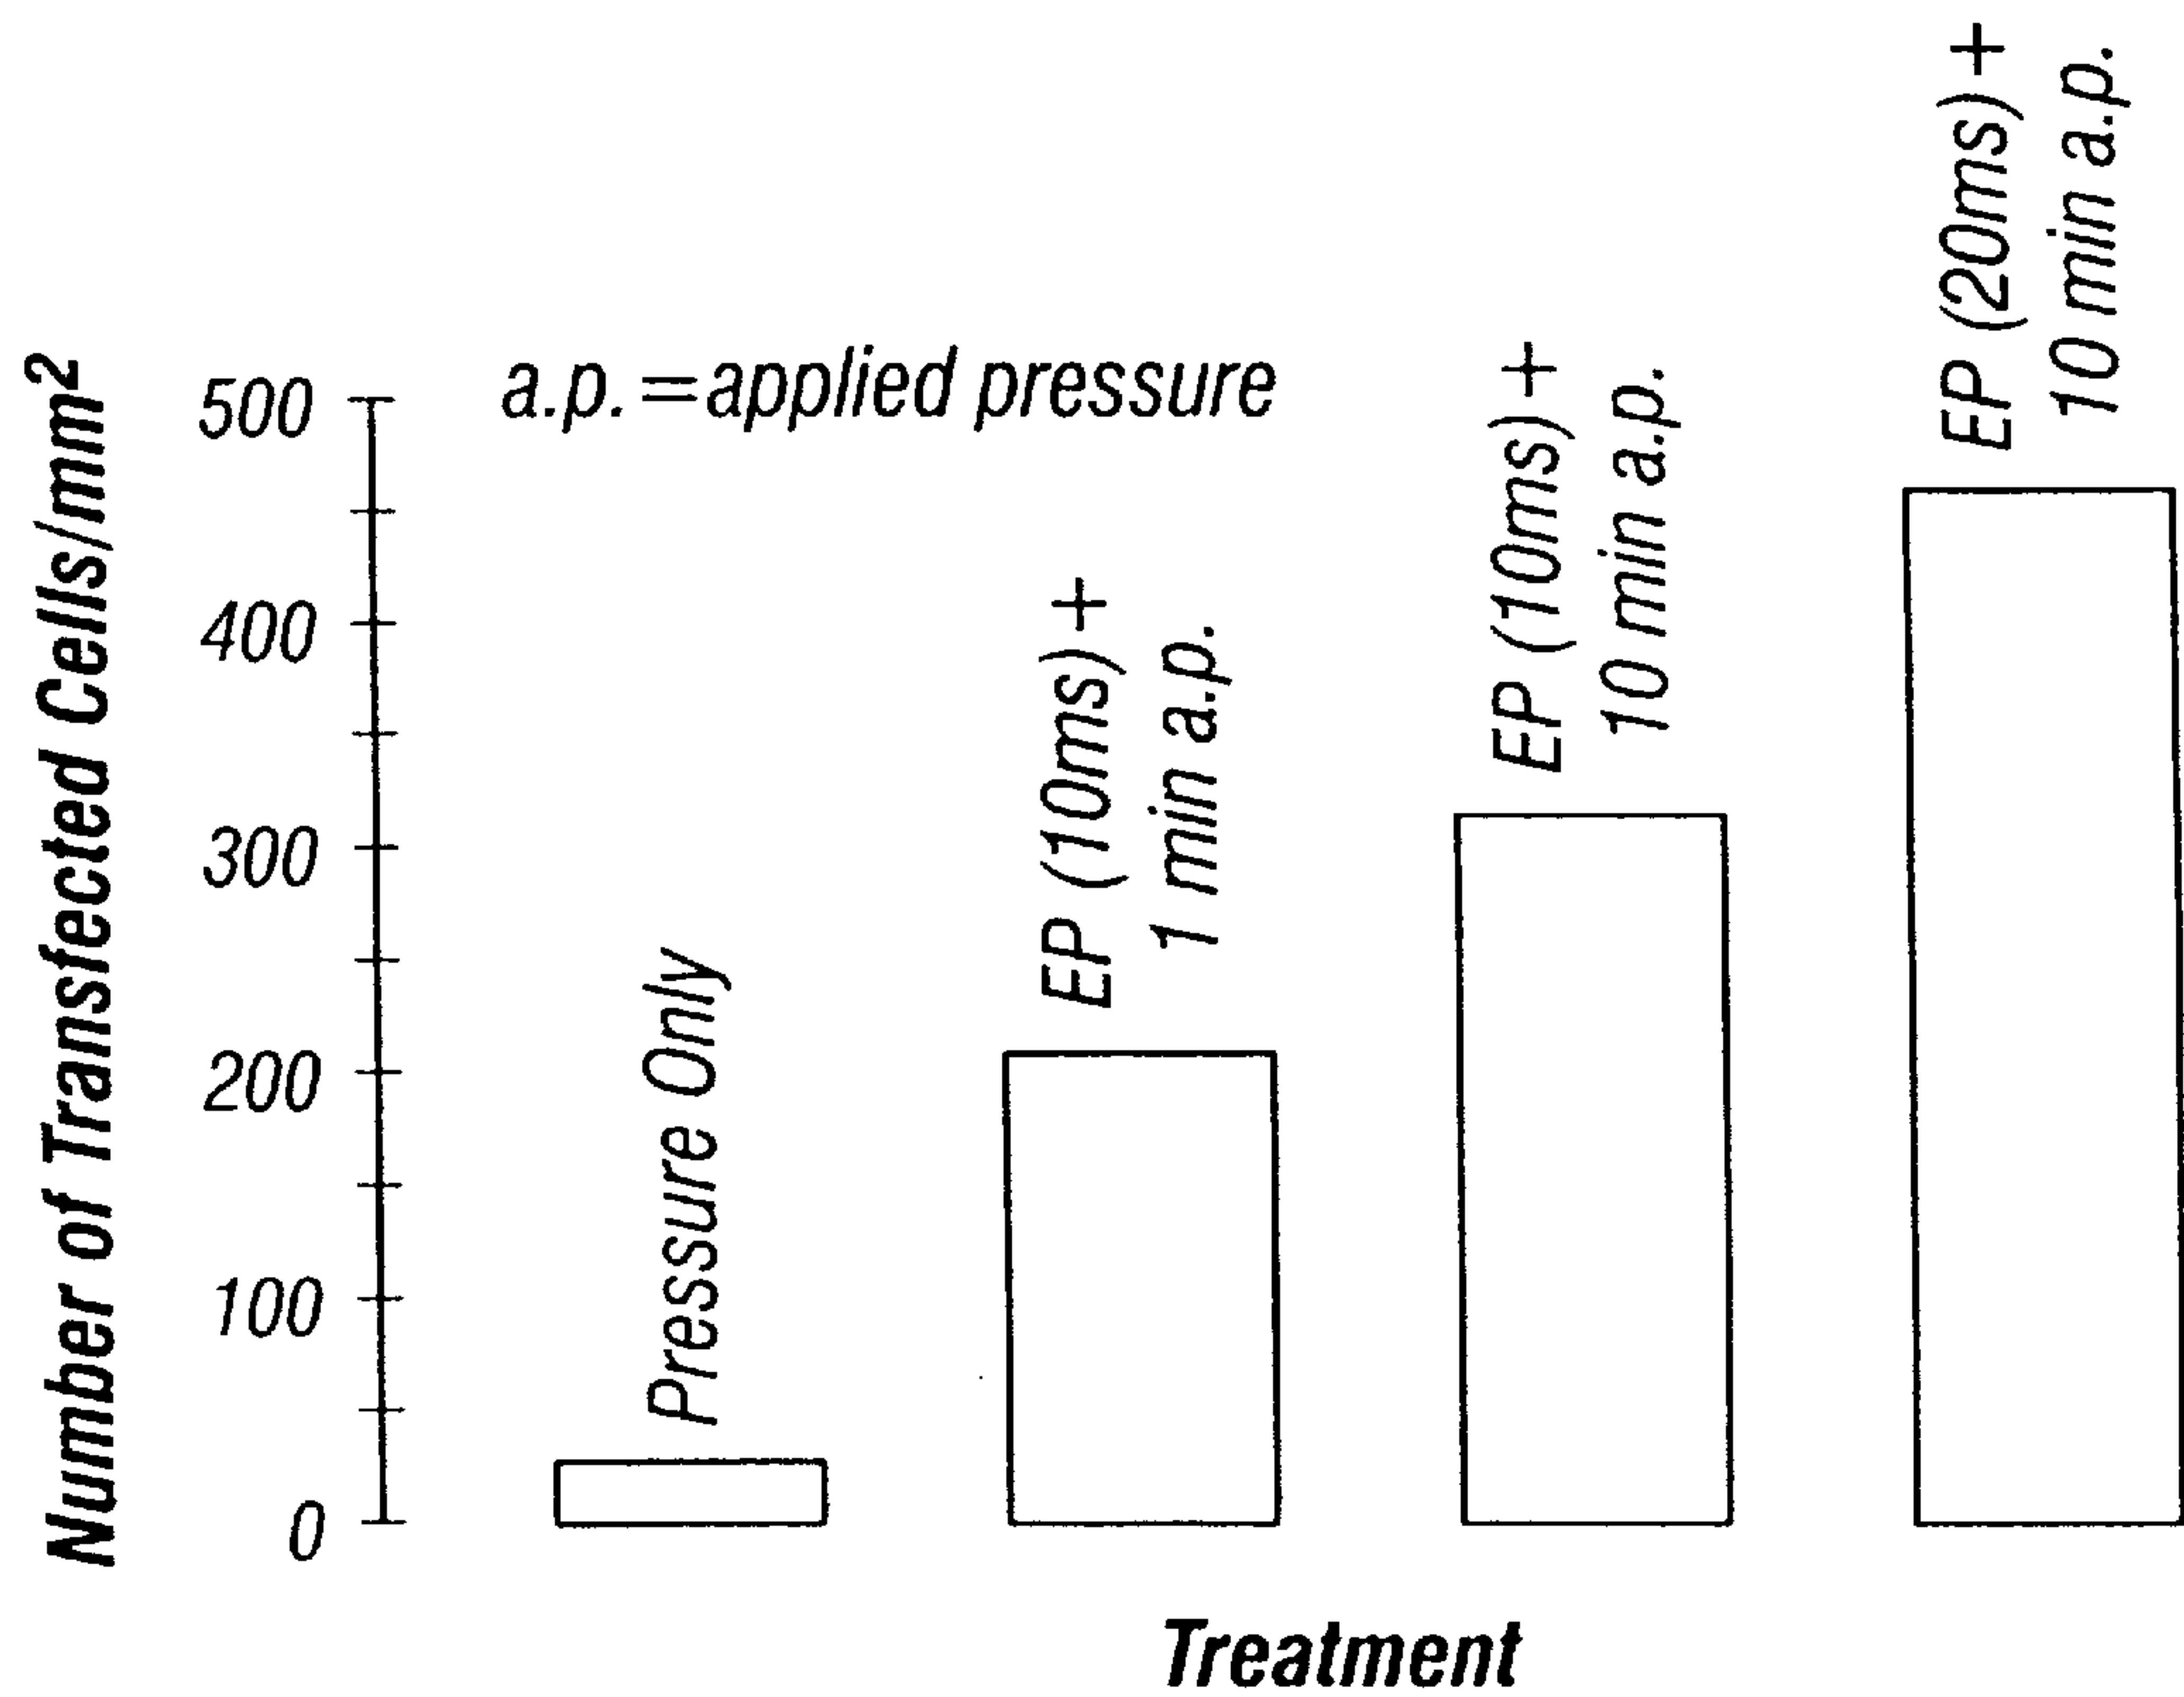 Number of Transfected Cells/mm²
500
400
300
200
100
0
a.p.=applied pressure
Pressure Only
EP (10ms)+
1 min a.p.
EP (10ms)+
10 min a.p.
EP (20ms)+
10 min a.p.
Treatment